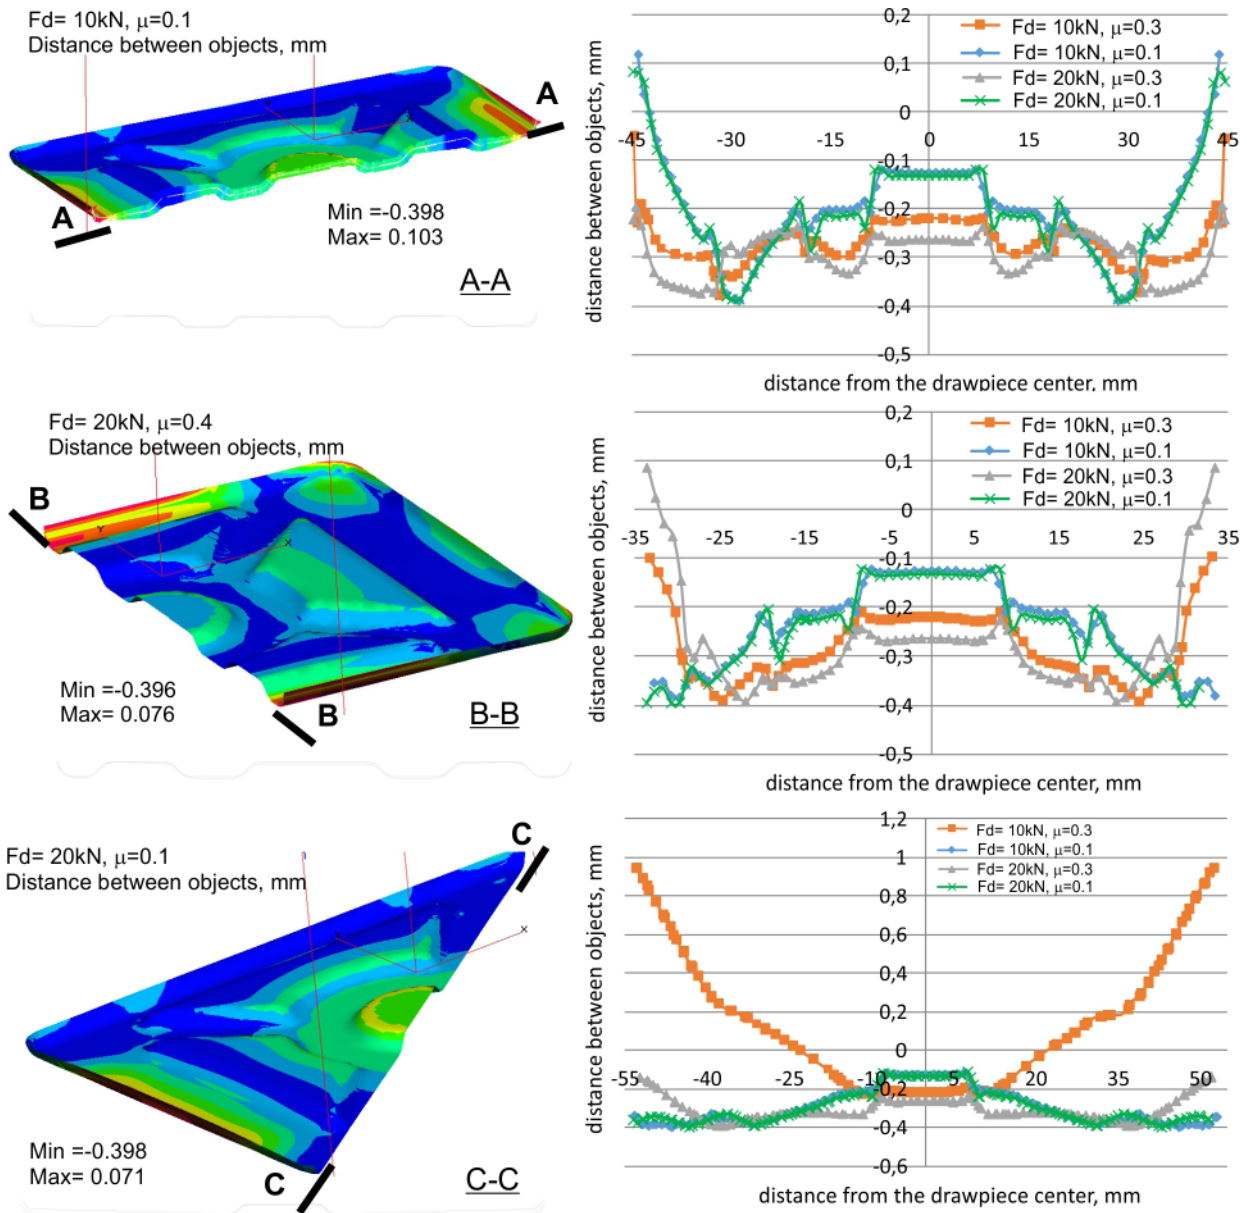 Fd= 10kN, μ=0.1
Distance between objects, mm
A
A
Min =-0.398
Max= 0.103
A-A
distance between objects, mm
0,2
0,1
0
-0,1
-0,2
-0,3
-0,4
-0,5
-45 -30 -15 0 15 30 45
Fd= 10kN, μ=0.3
Fd= 10kN, μ=0.1
Fd= 20kN, μ=0.3
Fd= 20kN, μ=0.1
distance from the drawpiece center, mm
Fd= 20kN, μ=0.4
Distance between objects, mm
B
Y
X
B
Min =-0.396
Max= 0.076
B-B
distance between objects, mm
0,2
0,1
0
-0,1
-0,2
-0,3
-0,4
-0,5
-35 -25 -15 -5 5 15 25 35
Fd= 10kN, μ=0.3
Fd= 10kN, μ=0.1
Fd= 20kN, μ=0.3
Fd= 20kN, μ=0.1
distance from the drawpiece center, mm
Fd= 20kN, μ=0.1
Distance between objects, mm
C
X
C
Min =-0.398
Max= 0.071
C-C
distance between objects, mm
1,2
1
0,8
0,6
0,4
0,2
0
-0,2
-0,4
-0,6
-55 -40 -25 -10 5 20 35 50
Fd= 10kN, μ=0.3
Fd= 10kN, μ=0.1
Fd= 20kN, μ=0.3
Fd= 20kN, μ=0.1
distance from the drawpiece center, mm